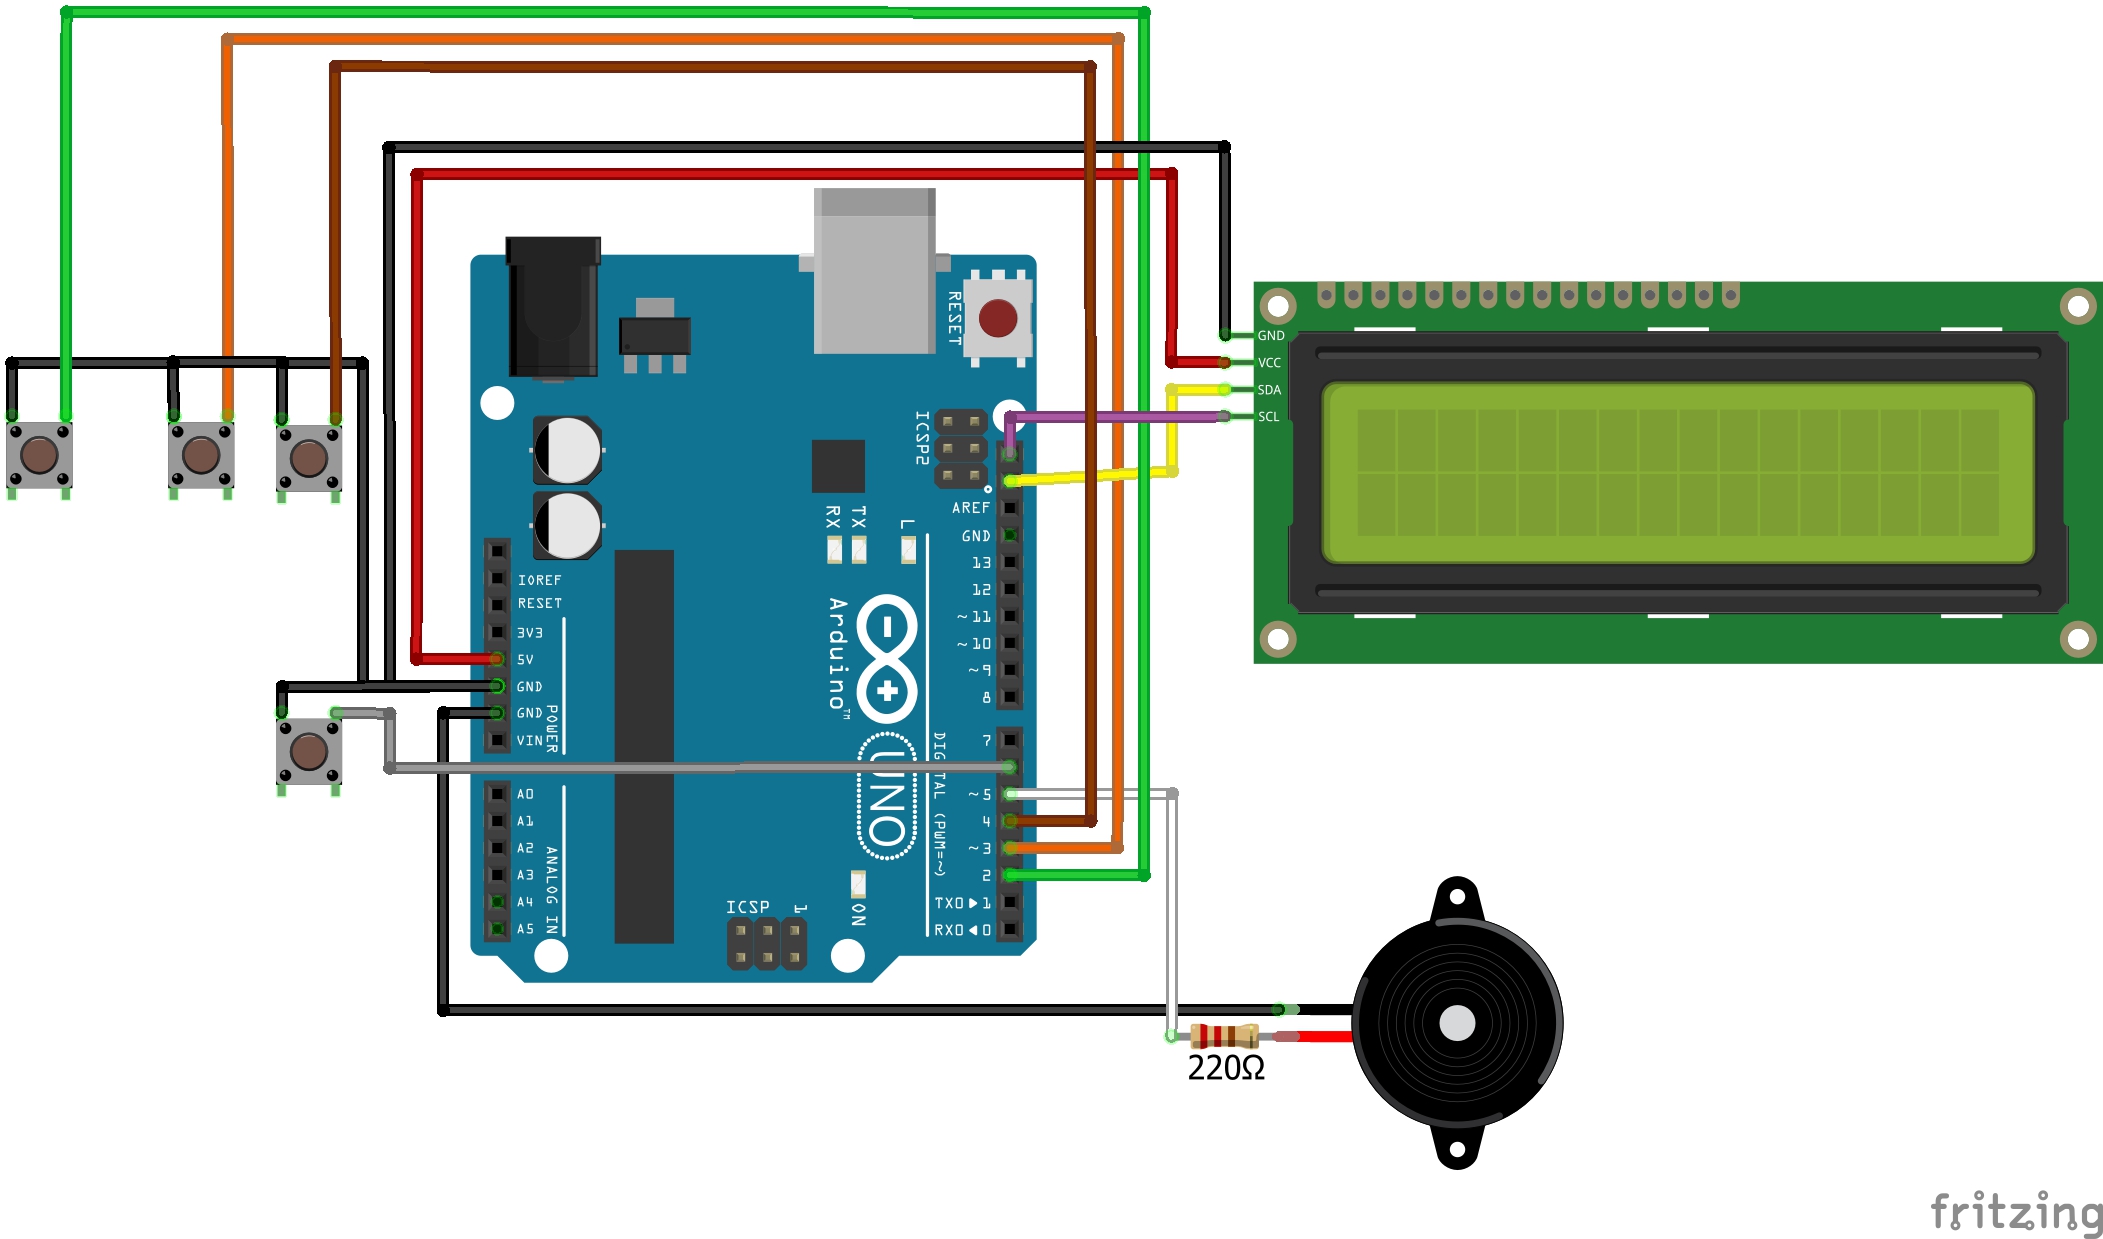 RESET
GND
VCC
SDA
SCL
ICSP2
RX
TX
L
AREF
GND
13
12
~11
~10
~9
8
IOREF
RESET
3V3
5V
GND
GND
VIN
POWER
Arduino™
UNO
7
~5
4
~3
2
TX0▶1
RX0◀0
DIGITAL (PWM=~)
A0
A1
A2
A3
A4
A5
ANALOG IN
ICSP
1
ON
220Ω
fritzing